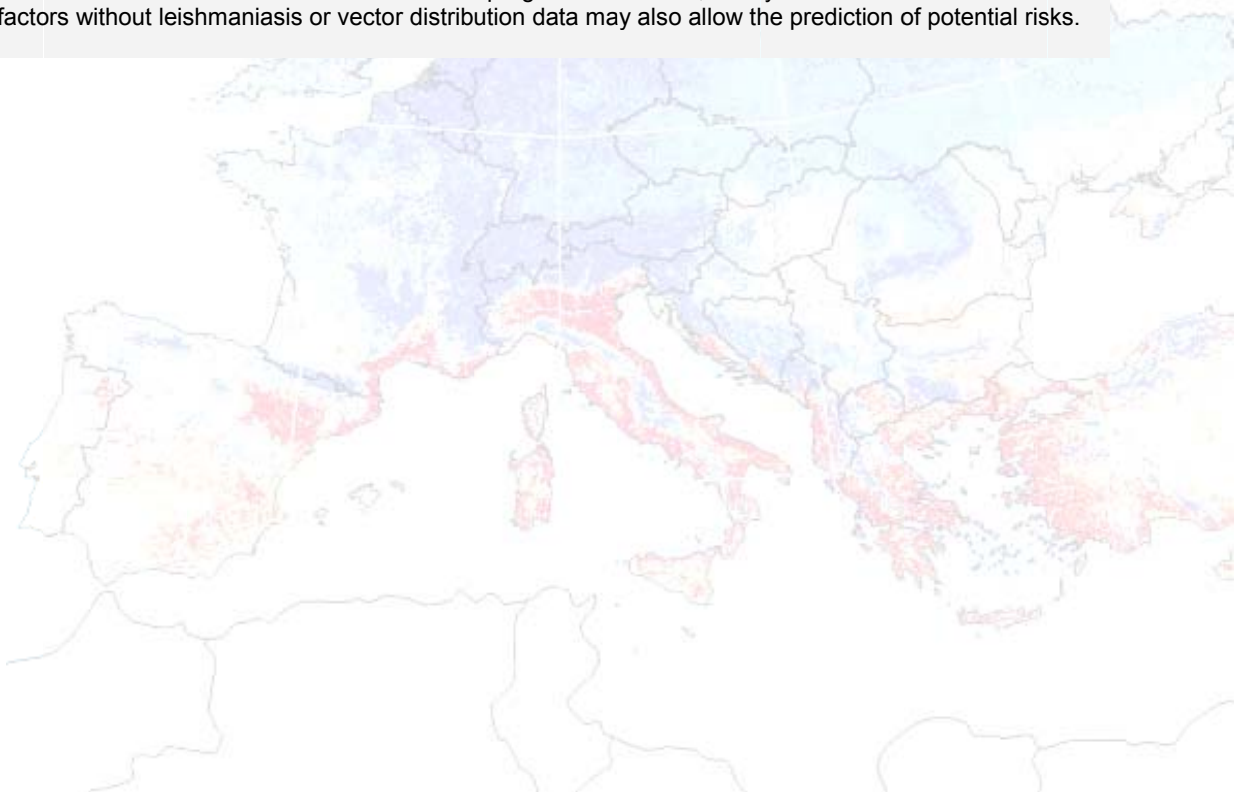 factors without leishmaniasis or vector distribution data may also allow the prediction of potential risks.